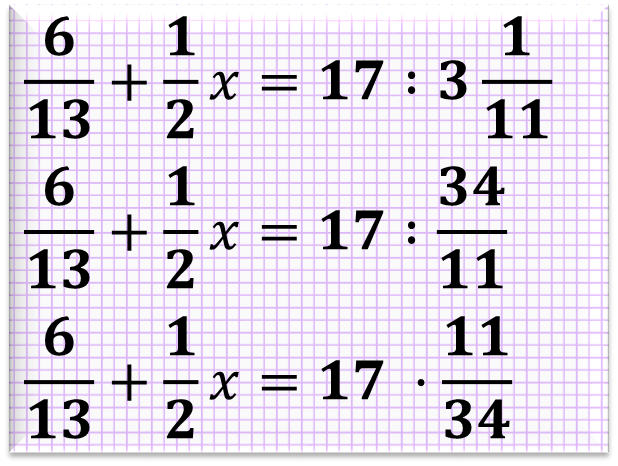 6/13 + 1/2 x = 17 : 3 1/11
6/13 + 1/2 x = 17 : 34/11
6/13 + 1/2 x = 17 · 11/34